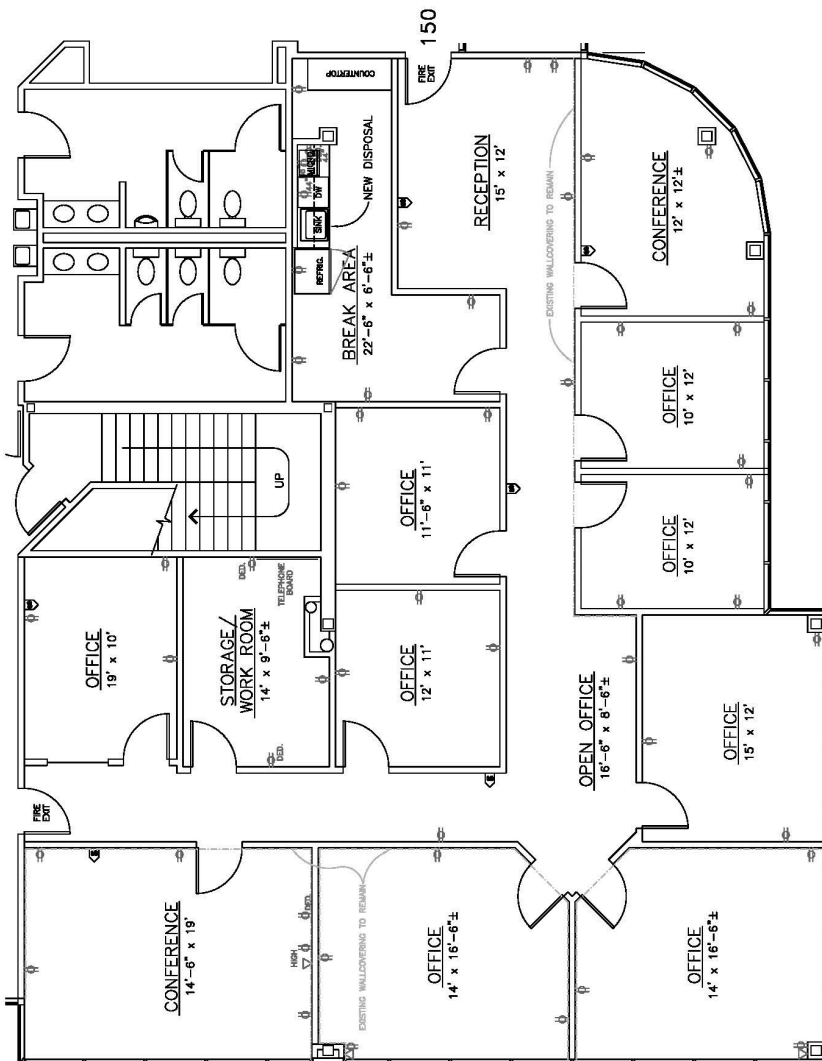 150
FIRE
EXIT
COUNTERTOP
MICRO
44"
44"
DW
SINK
NEW DISPOSAL
REFRIG.
BREAK AREA
22'-6" x 6'-6"±
RECEPTION
15' x 12'
EXISTING WALLCOVERING TO REMAIN
CONFERENCE
12' x 12'±
OFFICE
10' x 12'
OFFICE
10' x 12'
OFFICE
11'-6" x 11'
UP
OFFICE
19' x 10'
STORAGE/
WORK ROOM
14' x 9'-6"±
DED.
TELEPHONE
BOARD
DED.
OFFICE
12' x 11'
OPEN OFFICE
16'-6" x 8'-6"±
OFFICE
15' x 12'
FIRE
EXIT
CONFERENCE
14'-6" x 19'
DED.
HIGH
EXISTING WALLCOVERING TO REMAIN
OFFICE
14' x 16'-6"±
OFFICE
14' x 16'-6"±